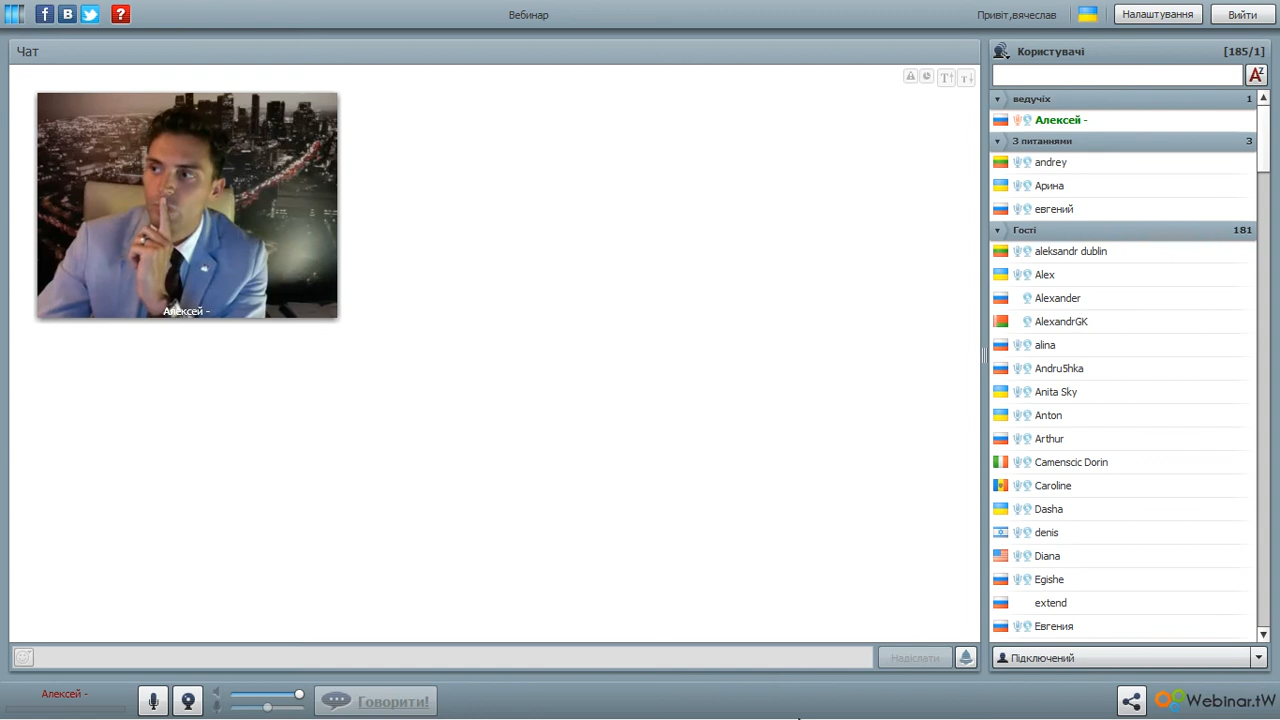 f B ?
Вебинар
Привіт,вячеслав
Налаштування
Вийти
Чат
T↑ т↓
Алексей -
Користувачі [185/1]
AZ
ведучіх 1
Алексей -
З питаннями 3
andrey
Арина
евгений
Гості 181
aleksandr dublin
Alex
Alexander
AlexandrGK
alina
Andru5hka
Anita Sky
Anton
Arthur
Camenscic Dorin
Caroline
Dasha
denis
Diana
Egishe
extend
Евгения
Надіслати
Підключений
Алексей -
Говорити!
Webinar.tW